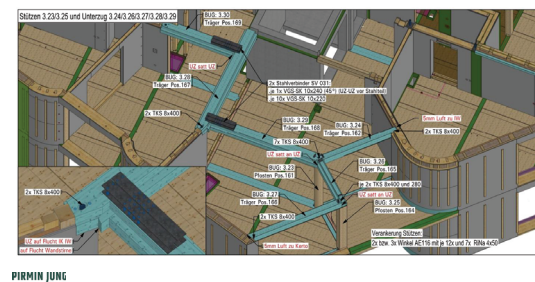 Stützen 3.23/3.25 und Unterzug 3.24/3.26/3.27/3.28/3.29
BUG: 3.30
Träger Pos.169
UZ satt UZ
BUG: 3.28
Träger Pos.167
2x Stahlverbinder SV 031:
je 1x VGS-SK 10x240 (45°) (UZ-UZ vor Stahlteil)
je 10x VGS-SK 10x220
2x TKS 8x400
BUG: 3.29
Träger Pos.168
BUG: 3.24
Träger Pos.162
5mm Luft zu IW
2x TKS 8x400
7x TKS 8x400
UZ satt an UZ
BUG: 3.23
Pfosten Pos.161
BUG: 3.26
Träger Pos.165
je 2x TKS 8x400 und 280
UZ satt an UZ
2x TKS 8x400
BUG: 3.27
Träger Pos.166
BUG: 3.25
Pfosten Pos.164
2x TKS 8x400
UZ auf Flucht IK IW
auf Flucht Wandstirne
5mm Luft zu Kerto
Verankerung Stützen:
2x bzw. 3x Winkel AE116 mit je 12x und 7x RiNa 4x50
PIRMIN JUNG